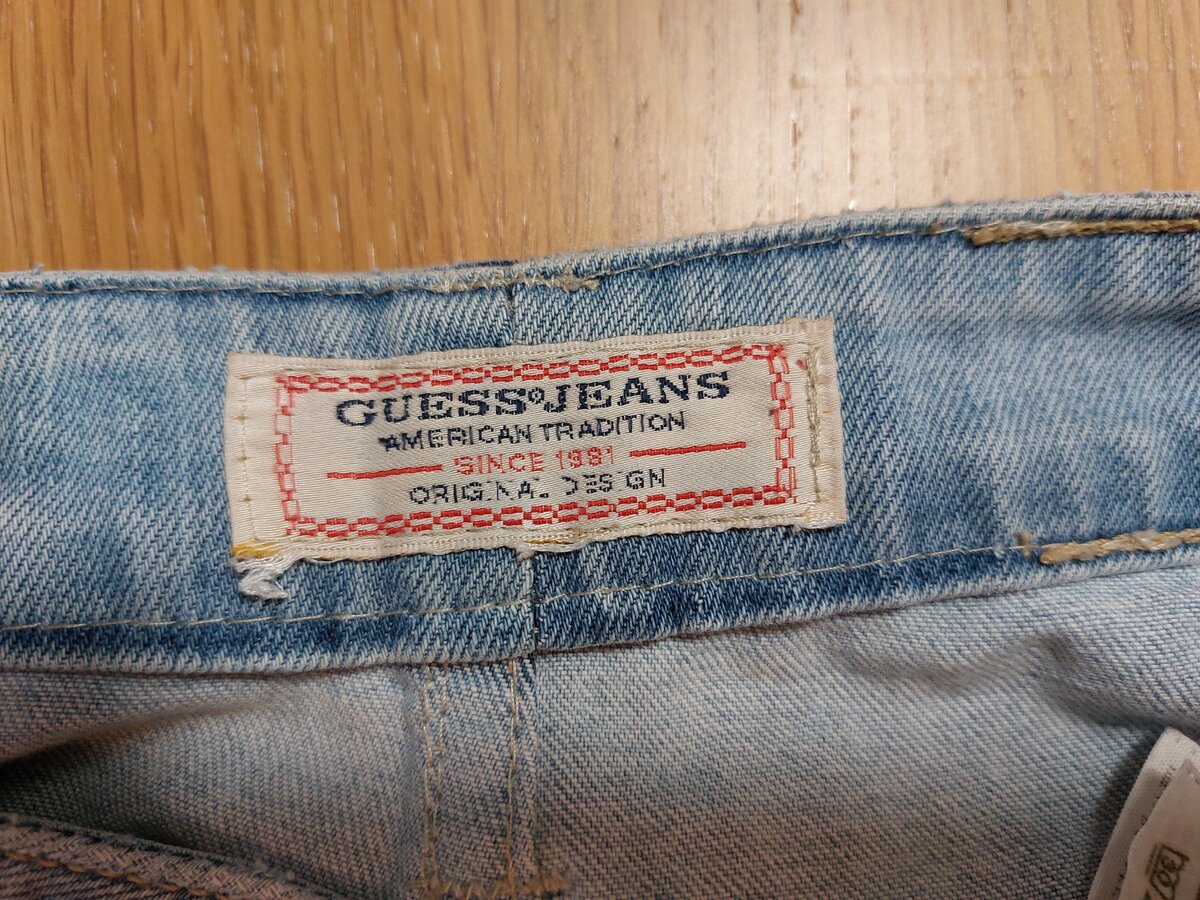 GUESS JEANS
AMERICAN TRADITION
SINCE 1981
ORIGINAL DESIGN